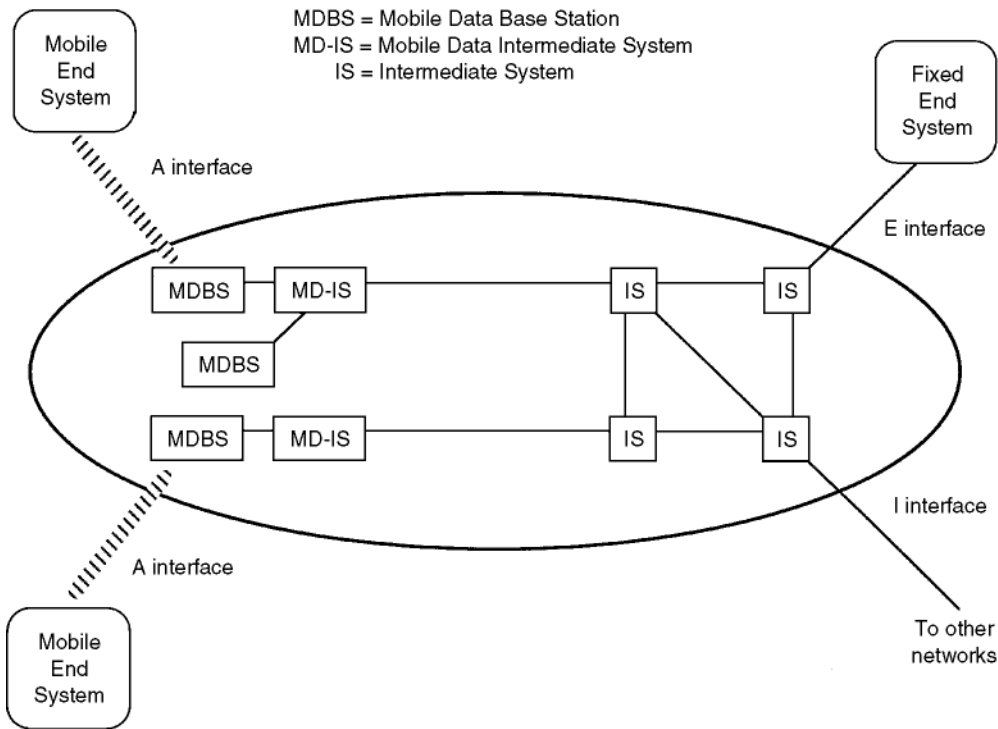 MDBS = Mobile Data Base Station
MD-IS = Mobile Data Intermediate System
IS = Intermediate System
Mobile
End
System
Fixed
End
System
A interface
E interface
MDBS
MD-IS
IS
IS
MDBS
MDBS
MD-IS
IS
IS
I interface
A interface
Mobile
End
System
To other
networks